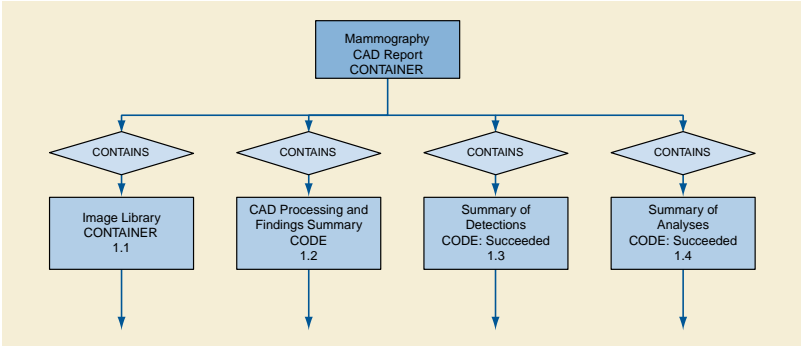 Mammography
CAD Report
CONTAINER
CONTAINS
CONTAINS
CONTAINS
CONTAINS
Image Library
CONTAINER
1.1
CAD Processing and
Findings Summary
CODE
1.2
Summary of
Detections
CODE: Succeeded
1.3
Summary of
Analyses
CODE: Succeeded
1.4